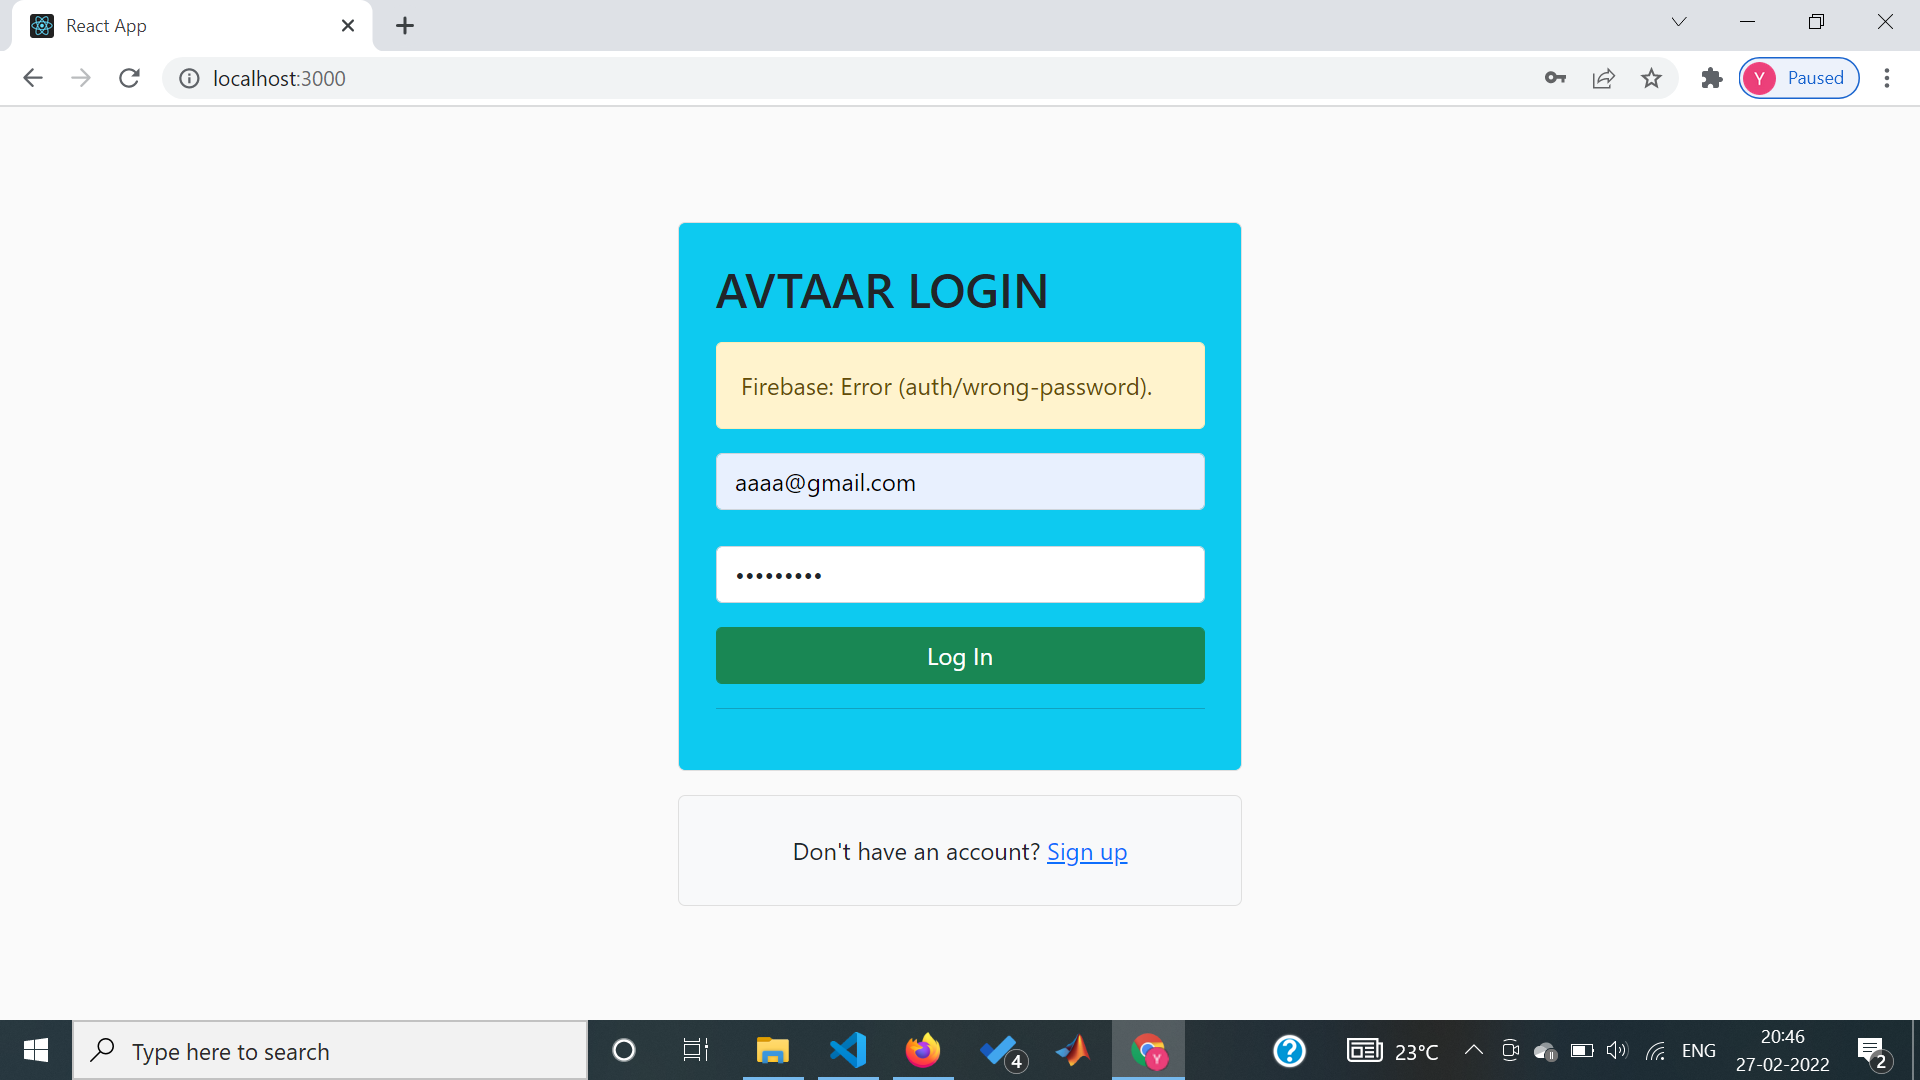 React App
localhost:3000
Y
Paused
AVTAAR LOGIN
Firebase: Error (auth/wrong-password).
aaaa@gmail.com
•••••••••
Log In
Don't have an account? Sign up
Type here to search
4
Y
?
23°C
ENG
20:46
27-02-2022
2